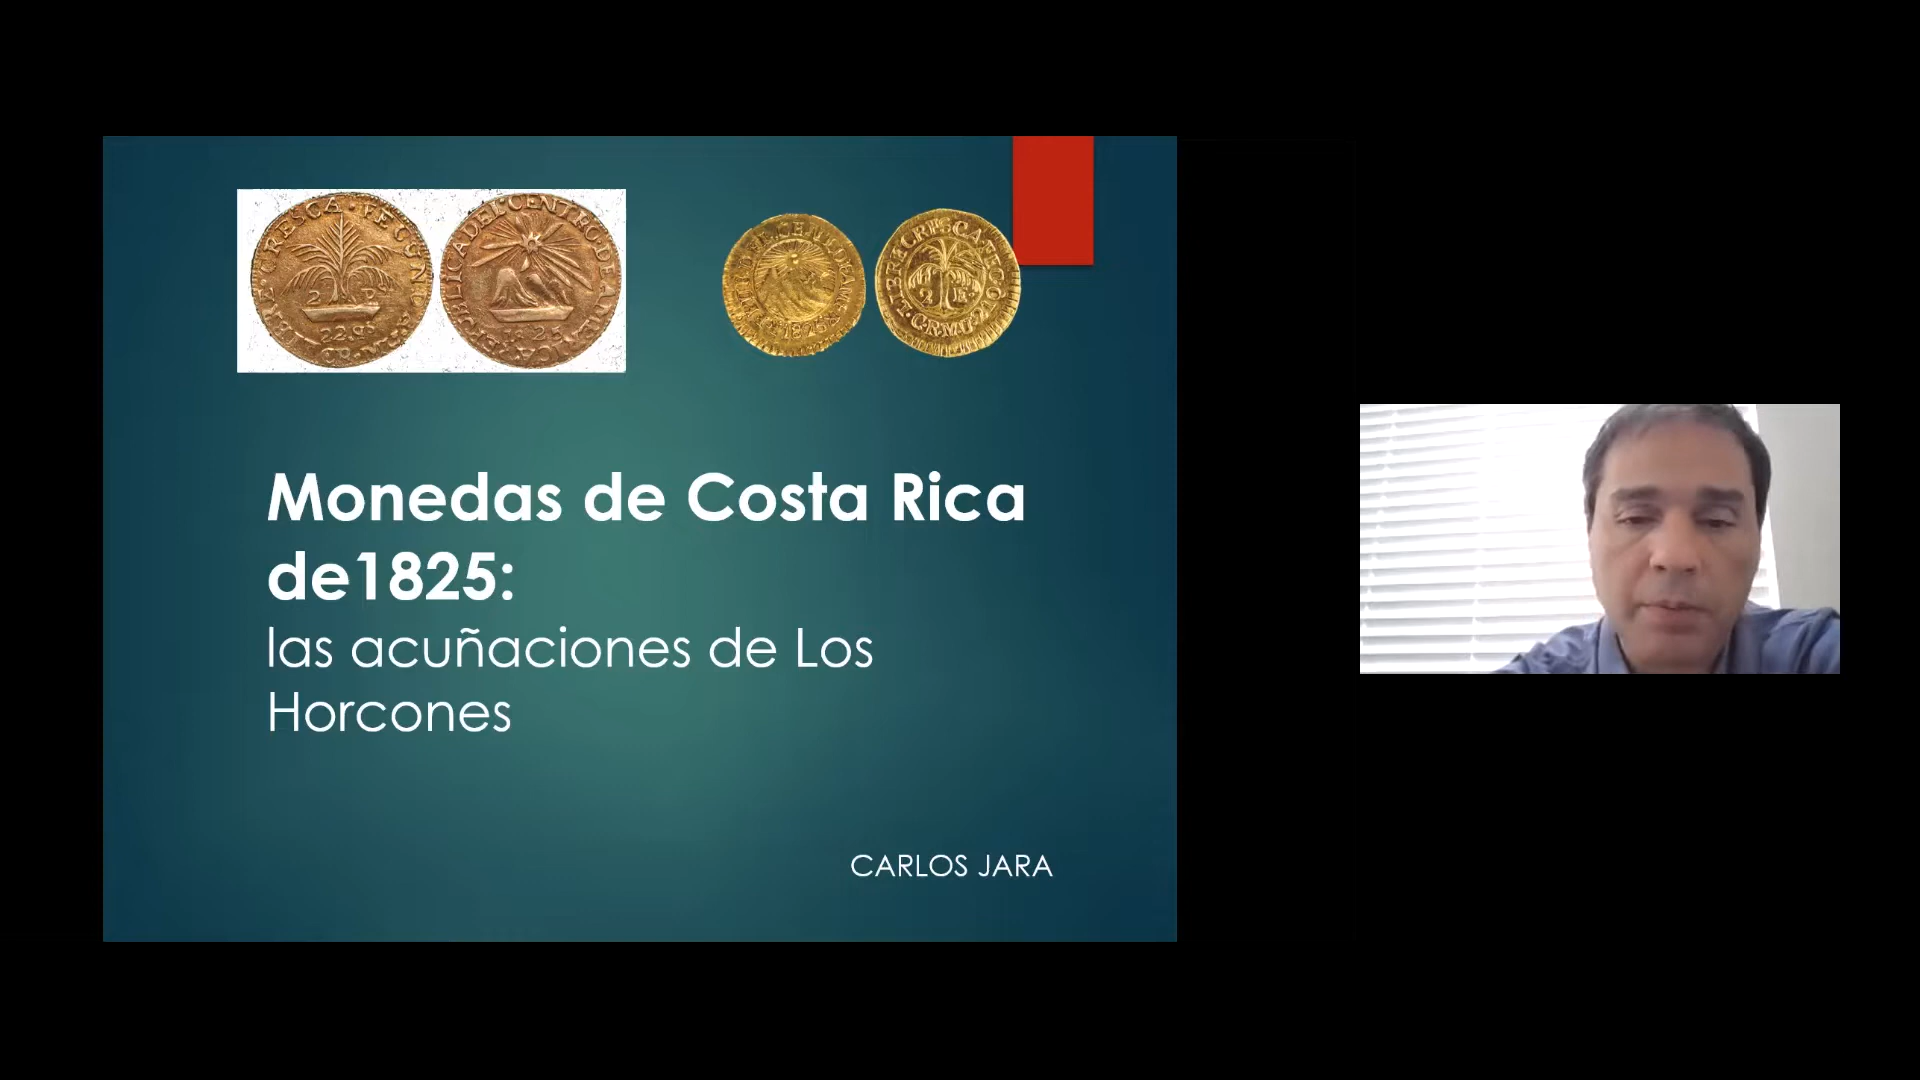 Monedas de Costa Rica
de1825:
las acuñaciones de Los
Horcones
CARLOS JARA